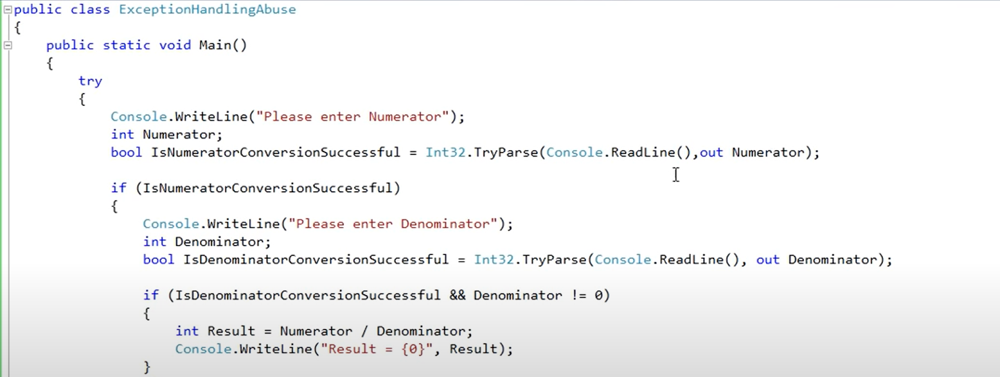 public class ExceptionHandlingAbuse
{
public static void Main()
{
try
{
Console.WriteLine("Please enter Numerator");
int Numerator;
bool IsNumeratorConversionSuccessful = Int32.TryParse(Console.ReadLine(),out Numerator);
if (IsNumeratorConversionSuccessful)
{
Console.WriteLine("Please enter Denominator");
int Denominator;
bool IsDenominatorConversionSuccessful = Int32.TryParse(Console.ReadLine(), out Denominator);
if (IsDenominatorConversionSuccessful && Denominator != 0)
{
int Result = Numerator / Denominator;
Console.WriteLine("Result = {0}", Result);
}